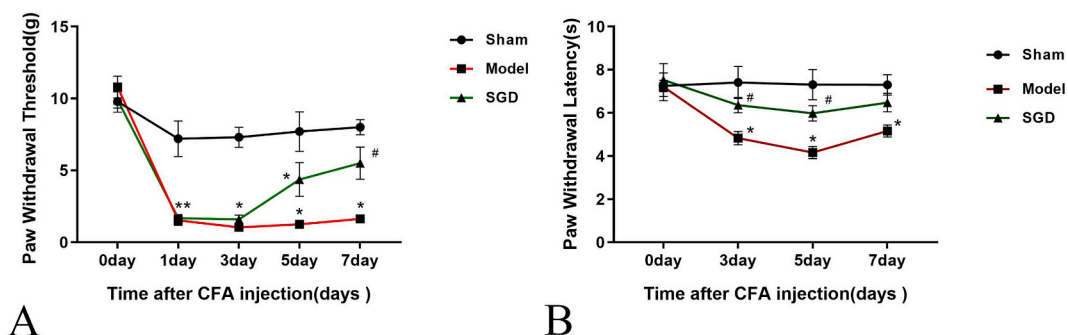 15
10
5
0
Paw Withdrawal Threshold(g)
Sham
Model
SGD
**
*
*
*
*
#
0day 1day 3day 5day 7day
Time after CFA injection(days )
A
10
8
6
4
2
0
Paw Withdrawal Latency(s)
Sham
Model
SGD
#
#
*
*
*
0day 3day 5day 7day
Time after CFA injection(days )
B